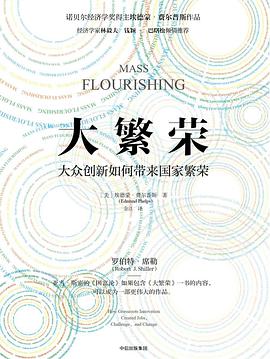 诺贝尔经济学奖得主埃德蒙·费尔普斯作品
经济学家林毅夫 钱颖一 巴曙松倾情推荐
MASS
FLOURISHING
大繁荣
大众创新如何带来国家繁荣
[美] 埃德蒙·费尔普斯 著
(Edmund Phelps)
余江 译
罗伯特·席勒
(Robert J. Shiller)
亚当·斯密的《国富论》如果包含《大繁荣》一书的内容,
可以成为一部更伟大的作品。
How Grassroots Innovation
Created Jobs,
Challenge, and Change
中信出版集团